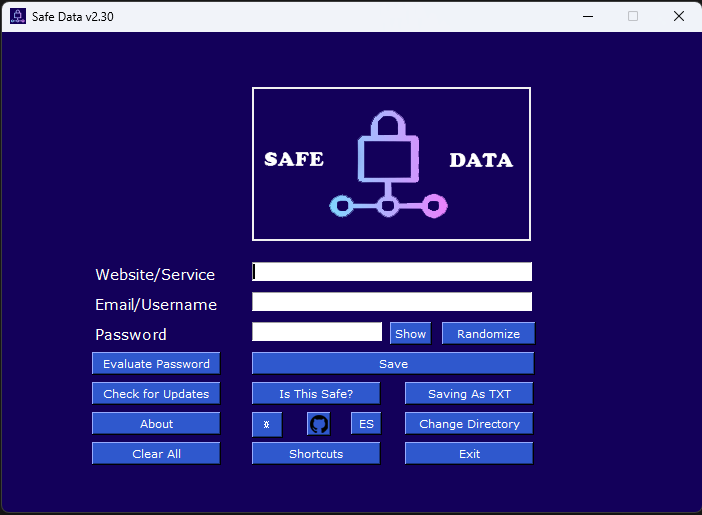 Safe Data v2.30
SAFE DATA
Website/Service
Email/Username
Password Show Randomize
Evaluate Password Save
Check for Updates Is This Safe? Saving As TXT
About ES Change Directory
Clear All Shortcuts Exit